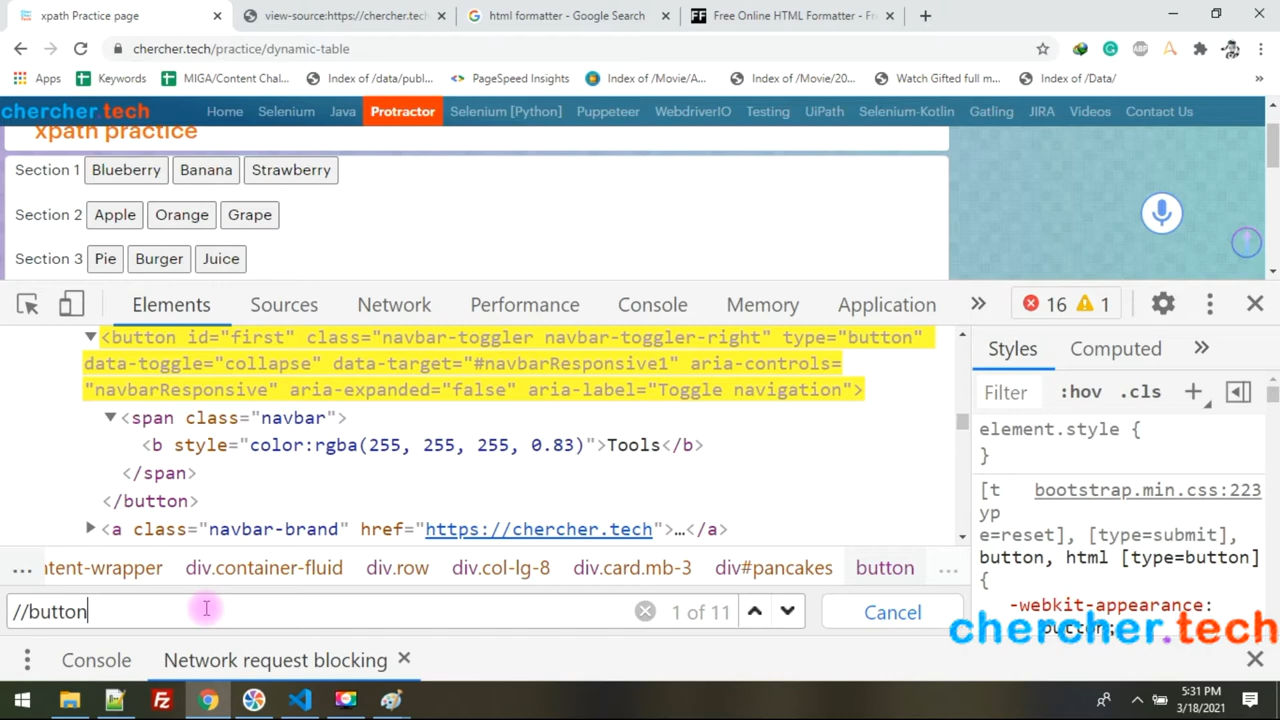 xpath Practice page
view-source:https://chercher.tech
html formatter - Google Search
Free Online HTML Formatter - Fr
chercher.tech/practice/dynamic-table
ABP
Apps
Keywords
MIGA/Content Chal...
Index of /data/publ...
PageSpeed Insights
Index of /Movie/A...
Index of /Movie/20...
Watch Gifted full m...
Index of /Data/
»
chercher.tech
Home
Selenium
Java
Protractor
Selenium [Python]
Puppeteer
WebdriverIO
Testing
UiPath
Selenium-Kotlin
Gatling
JIRA
Videos
Contact Us
xpath practice
Section 1 Blueberry Banana Strawberry
Section 2 Apple Orange Grape
Section 3 Pie Burger Juice
Elements Sources Network Performance Console Memory Application » 16 1
<button id="first" class="navbar-toggler navbar-toggler-right" type="button"
data-toggle="collapse" data-target="#navbarResponsive1" aria-controls=
"navbarResponsive" aria-expanded="false" aria-label="Toggle navigation">
<span class="navbar">
<b style="color:rgba(255, 255, 255, 0.83)">Tools</b>
</span>
</button>
<a class="navbar-brand" href="https://chercher.tech">…</a>
... ntent-wrapper div.container-fluid div.row div.col-lg-8 div.card.mb-3 div#pancakes button ...
//button 1 of 11 Cancel
Styles Computed »
Filter :hov .cls +
element.style {
}
[t bootstrap.min.css:223
yp
e=reset], [type=submit],
button, html [type=button]
{
-webkit-appearance:
button;
chercher.tech
Console Network request blocking
5:31 PM
3/18/2021